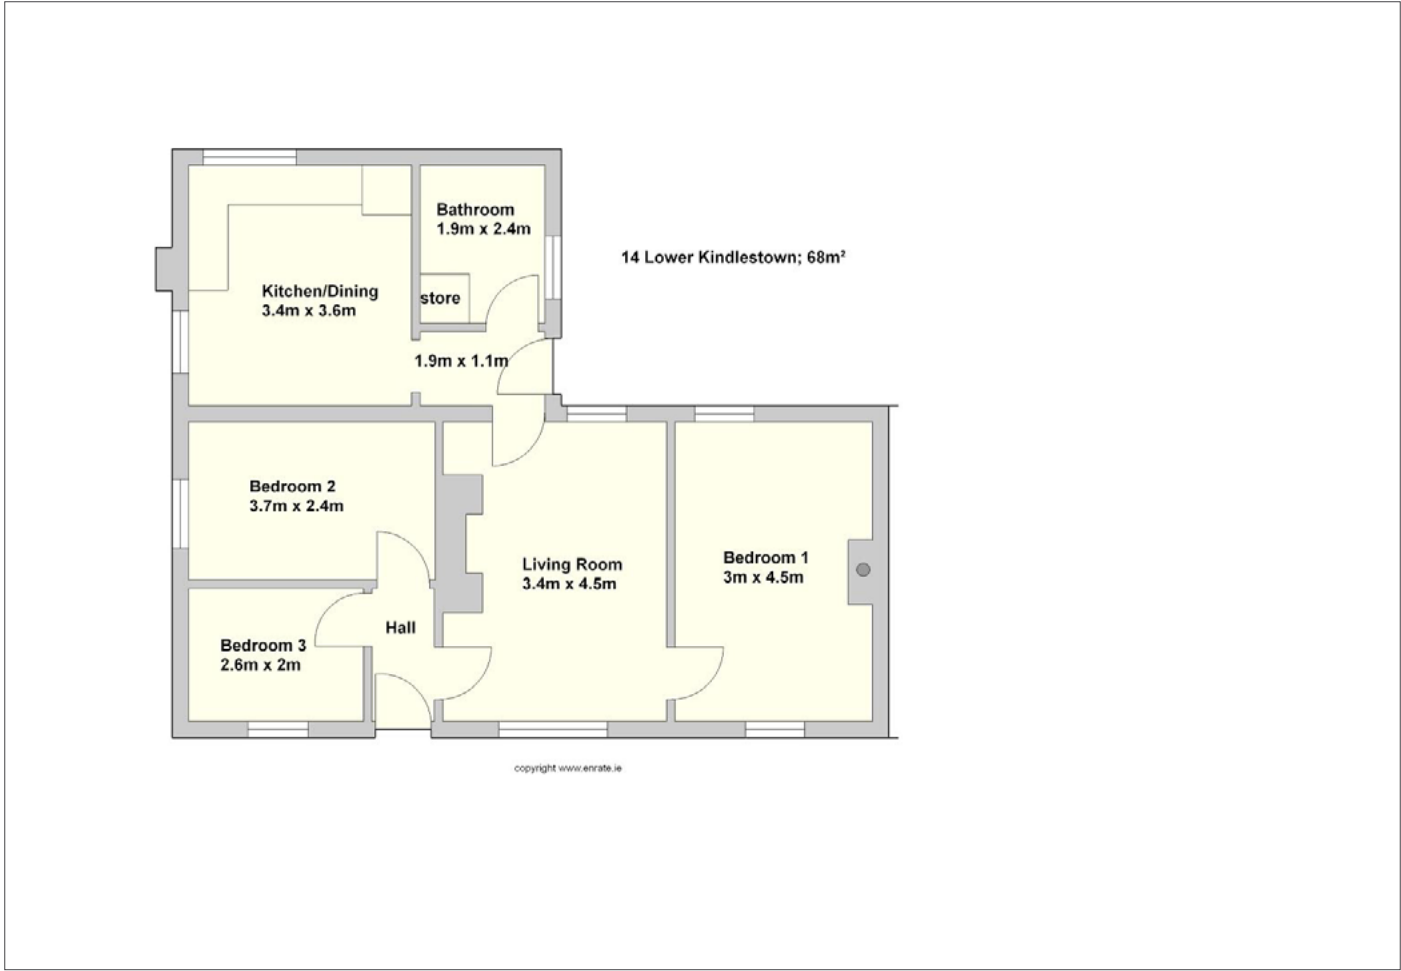 Bathroom
1.9m x 2.4m
14 Lower Kindlestown; 68m²
Kitchen/Dining
3.4m x 3.6m
store
1.9m x 1.1m
Bedroom 2
3.7m x 2.4m
Living Room
3.4m x 4.5m
Bedroom 1
3m x 4.5m
Hall
Bedroom 3
2.6m x 2m
copyright www.enrate.ie